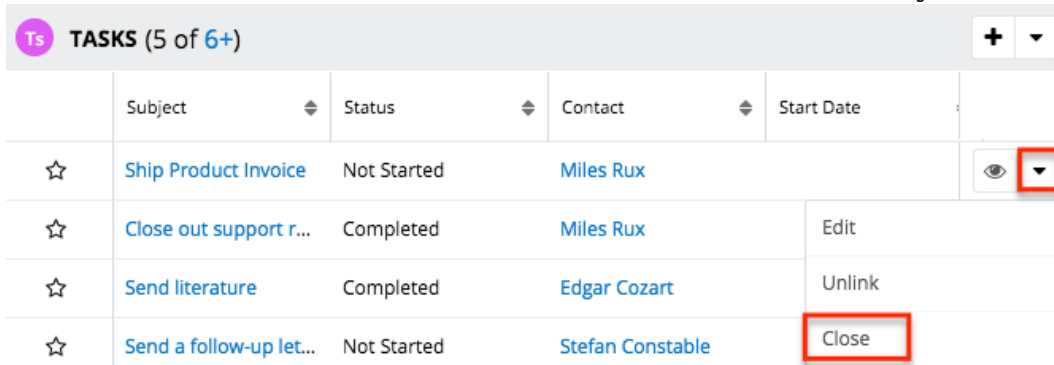 Ts TASKS (5 of 6+)
Subject Status Contact Start Date
Ship Product Invoice Not Started Miles Rux
Close out support r... Completed Miles Rux
Edit
Send literature Completed Edgar Cozart
Unlink
Send a follow-up let... Not Started Stefan Constable
Close